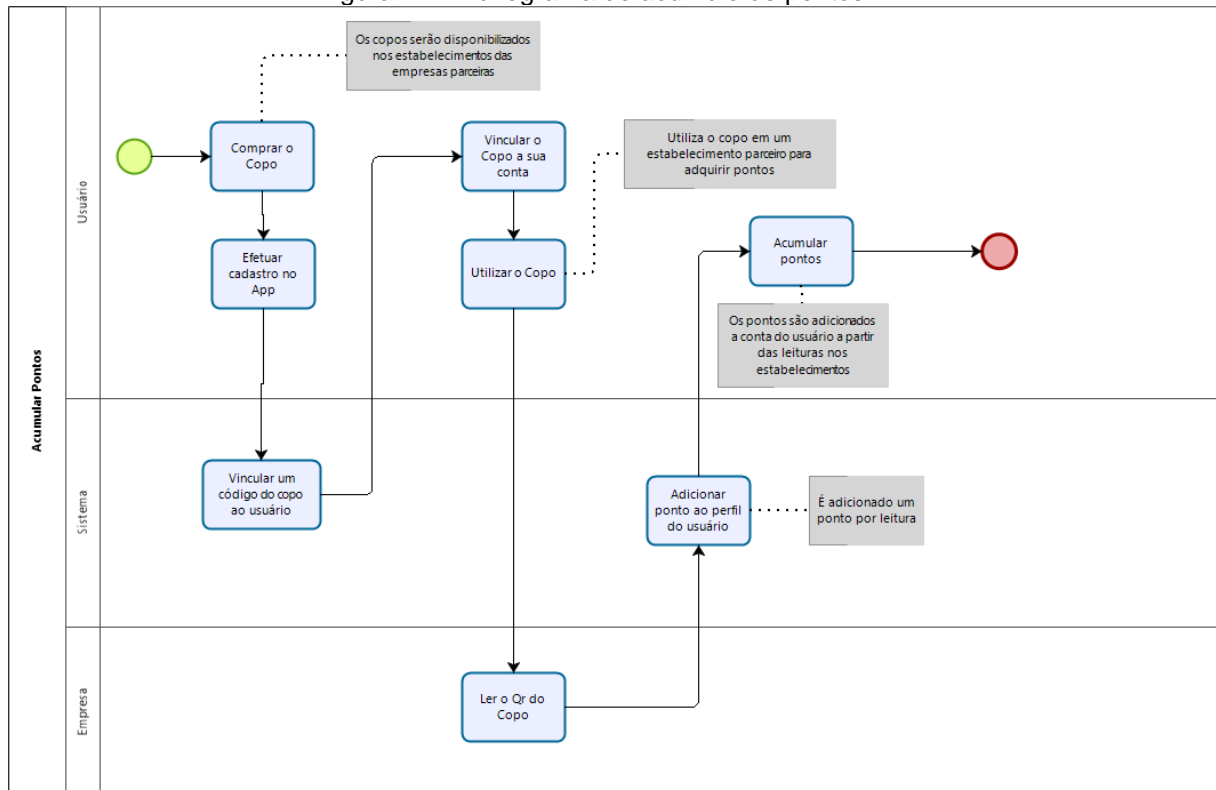 Os copos serão disponibilizados
nos estabelecimentos das
empresas parceiras
Comprar o
Copo
Vincular o
Copo a sua
conta
Utiliza o copo em um
estabelecimento parceiro para
adquirir pontos
Usuário
Efetuar
cadastro no
App
Utilizar o Copo
Acumular
pontos
Os pontos são adicionados
a conta do usuário a partir
das leituras nos
estabelecimentos
Acumular Pontos
Sistema
Vincular um
código do copo
ao usuário
Adicionar
ponto ao perfil
do usuário
É adicionado um
ponto por leitura
Empresa
Ler o Qr do
Copo